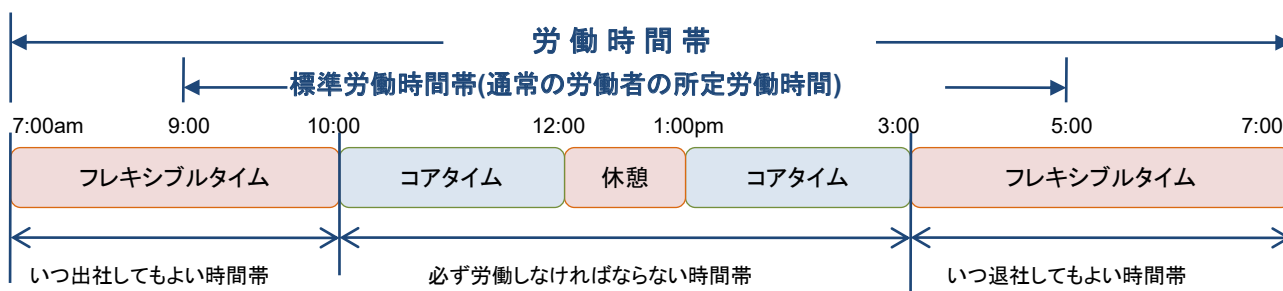 労働時間帯
標準労働時間帯(通常の労働者の所定労働時間)
7:00am 9:00 10:00 12:00 1:00pm 3:00 5:00 7:00
フレキシブルタイム コアタイム 休憩 コアタイム フレキシブルタイム
いつ出社してもよい時間帯 必ず労働しなければならない時間帯 いつ退社してもよい時間帯